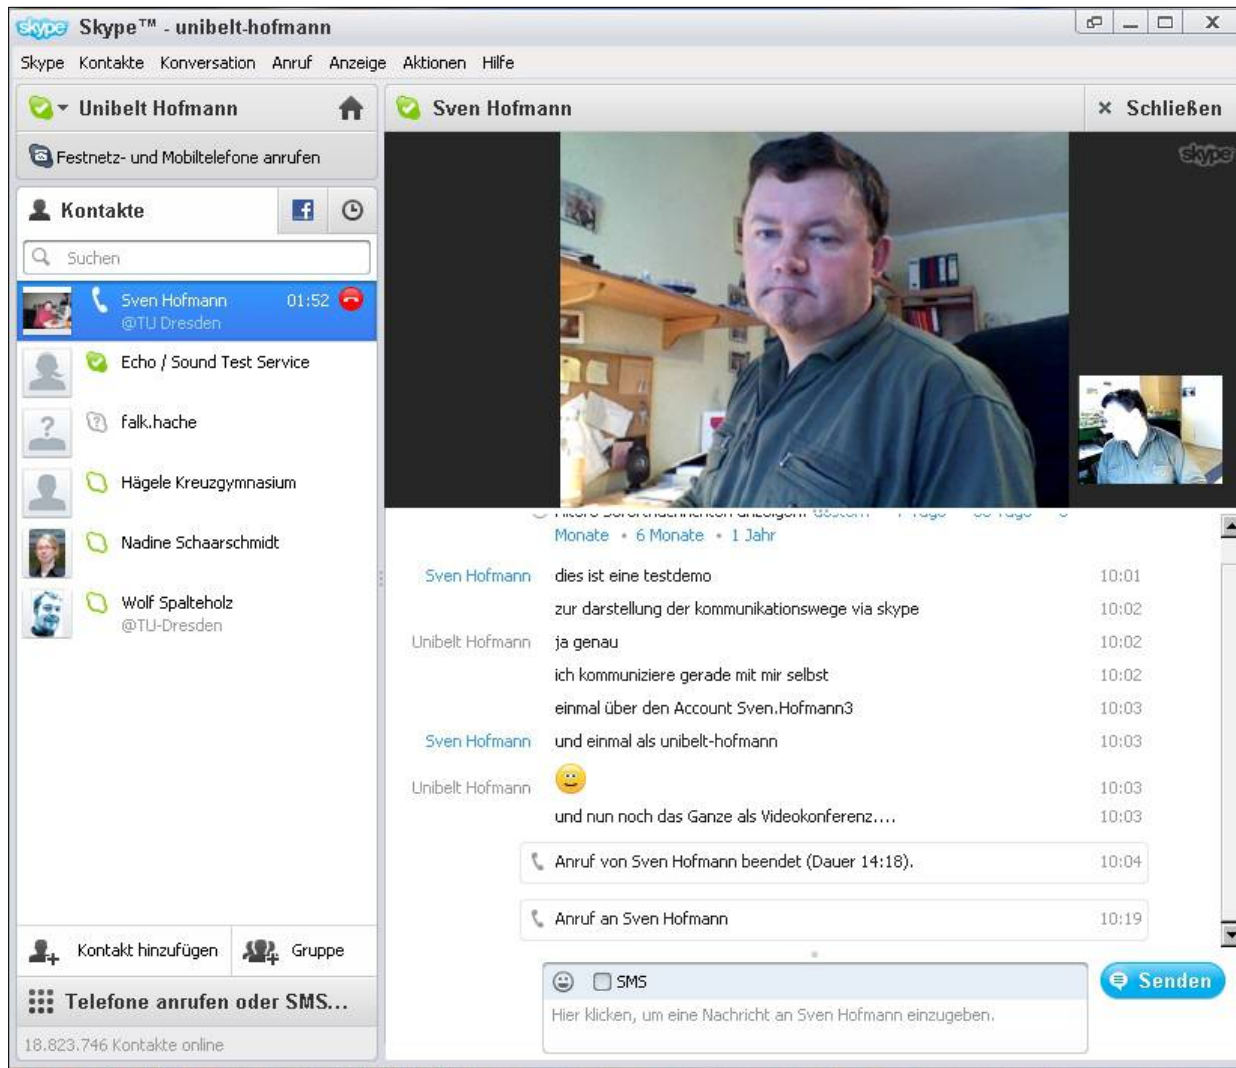 skype Skype™ - unibelt-hofmann
Skype Kontakte Konversation Anruf Anzeige Aktionen Hilfe
Unibelt Hofmann
Festnetz- und Mobiltelefone anrufen
Kontakte
Suchen
Sven Hofmann 01:52
@TU Dresden
Echo / Sound Test Service
falk.hache
Hägele Kreuzgymnasium
Nadine Schaarschmidt
Wolf Spalteholz
@TU-Dresden
Kontakt hinzufügen Gruppe
Telefone anrufen oder SMS...
18.823.746 Kontakte online
Sven Hofmann Schließen
skype
Monate • 6 Monate • 1 Jahr
Sven Hofmann dies ist eine testdemo 10:01
zur darstellung der kommunikationswege via skype 10:02
Unibelt Hofmann ja genau 10:02
ich kommuniziere gerade mit mir selbst 10:02
einmal über den Account Sven.Hofmann3 10:03
Sven Hofmann und einmal als unibelt-hofmann 10:03
Unibelt Hofmann 10:03
und nun noch das Ganze als Videokonferenz.... 10:03
Anruf von Sven Hofmann beendet (Dauer 14:18). 10:04
Anruf an Sven Hofmann 10:19
SMS
Hier klicken, um eine Nachricht an Sven Hofmann einzugeben.
Senden